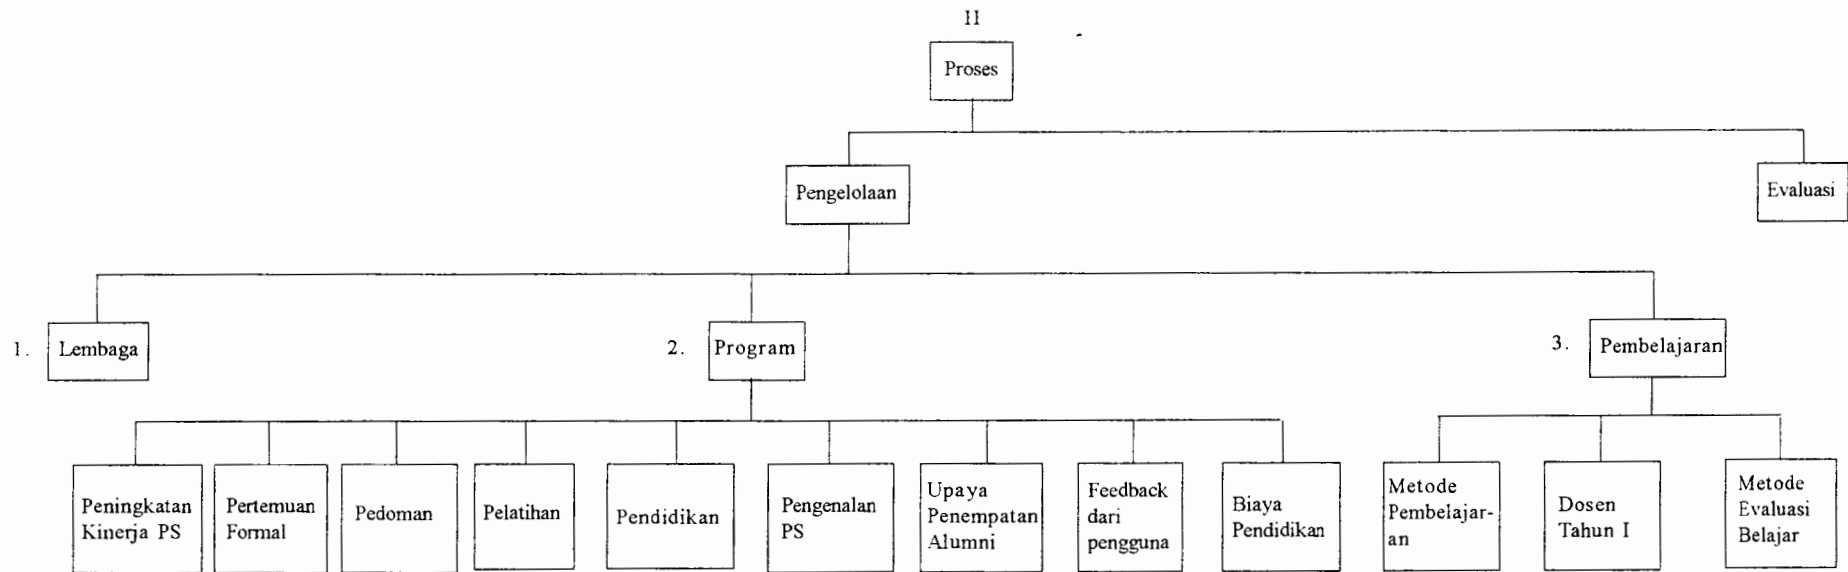 II
Proses
Pengelolaan
Evaluasi
1.
Lembaga
2.
Program
3.
Pembelajaran
Peningkatan
Kinerja PS
Pertemuan
Formal
Pedoman
Pelatihan
Pendidikan
Pengenalan
PS
Upaya
Penempatan
Alumni
Feedback
dari
pengguna
Biaya
Pendidikan
Metode
Pembelajar-
an
Dosen
Tahun I
Metode
Evaluasi
Belajar